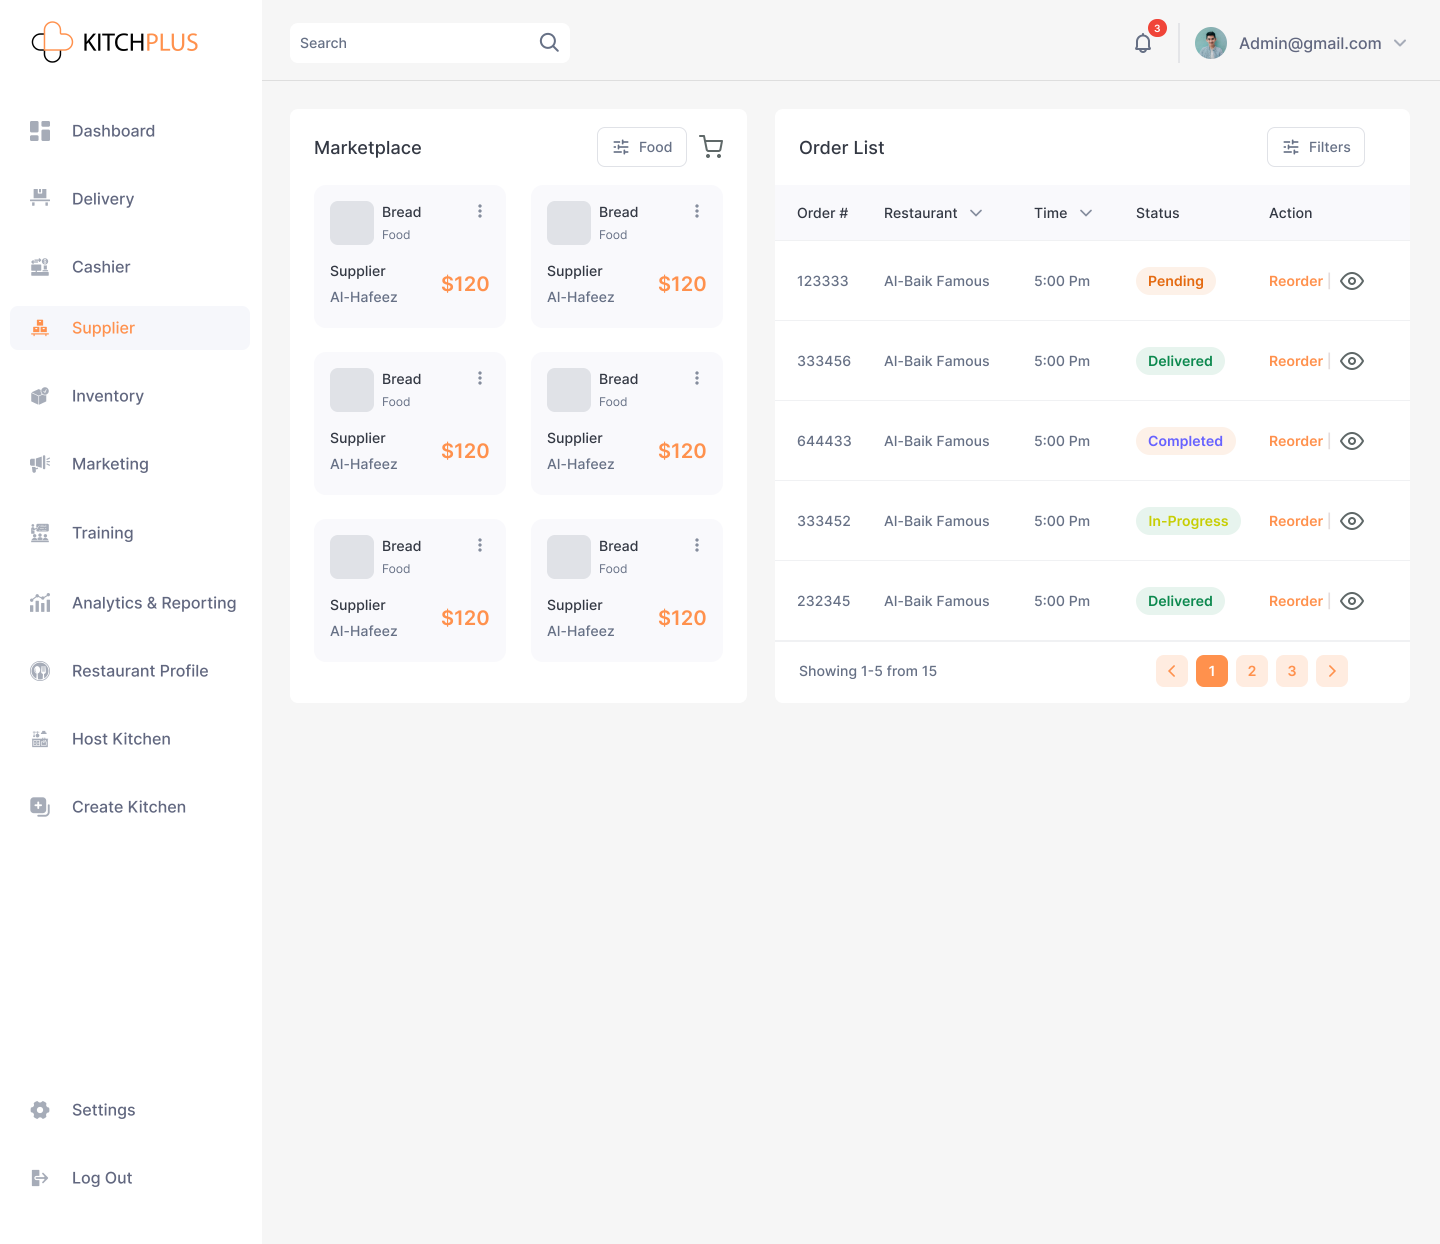 KITCHPLUS
Search
3
Admin@gmail.com
Dashboard
Delivery
Cashier
Supplier
Inventory
Marketing
Training
Analytics & Reporting
Restaurant Profile
Host Kitchen
Create Kitchen
Settings
Log Out
Marketplace
Food
Bread
Food
Supplier
Al-Hafeez
$120
Bread
Food
Supplier
Al-Hafeez
$120
Bread
Food
Supplier
Al-Hafeez
$120
Bread
Food
Supplier
Al-Hafeez
$120
Bread
Food
Supplier
Al-Hafeez
$120
Bread
Food
Supplier
Al-Hafeez
$120
Order List
Filters
Order # Restaurant Time Status Action
123333 Al-Baik Famous 5:00 Pm Pending Reorder
333456 Al-Baik Famous 5:00 Pm Delivered Reorder
644433 Al-Baik Famous 5:00 Pm Completed Reorder
333452 Al-Baik Famous 5:00 Pm In-Progress Reorder
232345 Al-Baik Famous 5:00 Pm Delivered Reorder
Showing 1-5 from 15
1 2 3